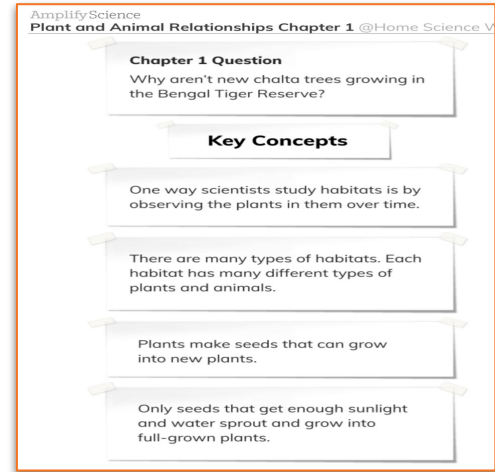 AmplifyScience
Plant and Animal Relationships Chapter 1 @Home Science
Chapter 1 Question
Why aren't new chalta trees growing in
the Bengal Tiger Reserve?
Key Concepts
One way scientists study habitats is by
observing the plants in them over time.
There are many types of habitats. Each
habitat has many different types of
plants and animals.
Plants make seeds that can grow
into new plants.
Only seeds that get enough sunlight
and water sprout and grow into
full-grown plants.